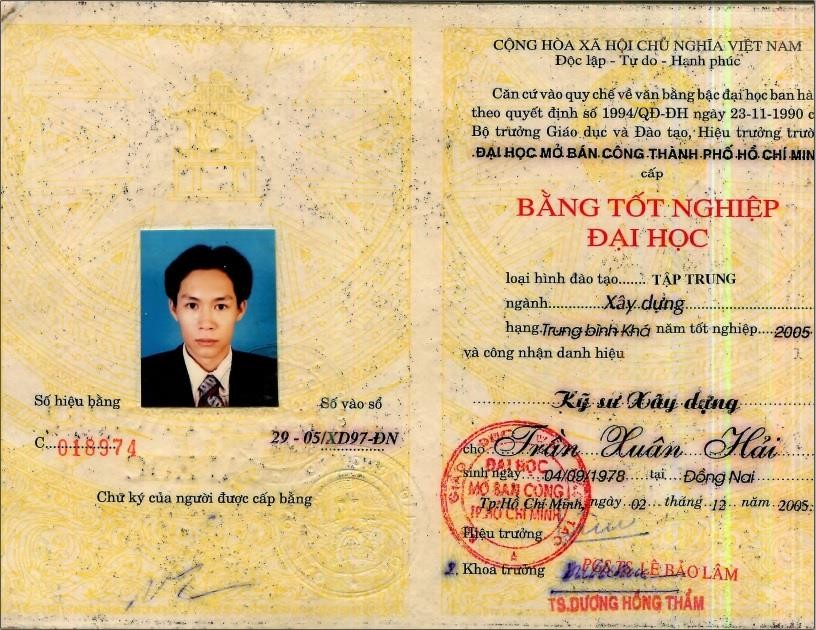 Số hiệu bằng
C 018974
Số vào sổ
29 - 05/XD97-ĐN
Chữ ký của người được cấp bằng
CỘNG HÒA XÃ HỘI CHỦ NGHĨA VIỆT NAM
Độc lập - Tự do - Hạnh phúc
Căn cứ vào quy chế về văn bằng bậc đại học ban hà
theo quyết định số 1994/QĐ-ĐH ngày 23-11-1990 c
Bộ trưởng Giáo dục và Đào tạo, Hiệu trưởng trườ
ĐẠI HỌC MỞ BÁN CÔNG THÀNH PHỐ HỒ CHÍ MIN
cấp
BẰNG TỐT NGHIỆP
ĐẠI HỌC
loại hình đào tạo....... TẬP TRUNG
ngành............Xây dựng
hạng.Trung bình Khá năm tốt nghiệp....2005
và công nhận danh hiệu
Kỹ sư Xây dựng
cho Trần Xuân Hải
sinh ngày 04/09/1978 tại Đồng Nai
Tp.Hồ Chí Minh, ngày 02 tháng 12 năm 2005.
Hiệu trưởng
ĐẠI HỌC
MỞ BÁN CÔNG
TP.HỒ CHÍ MINH
2. Khoa trưởng PGS.TS. LÊ BẢO LÂM
TS.DƯƠNG HỒNG THẨM